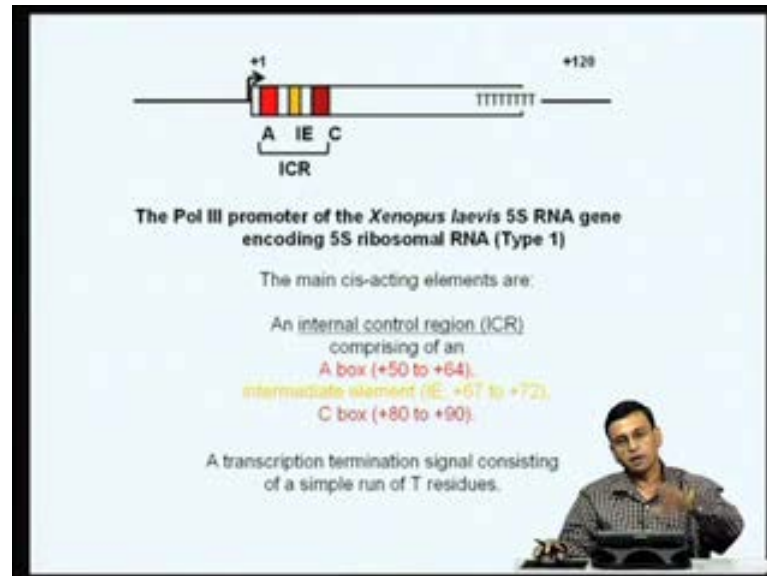 +1 +120
TTTTTTTT
A IE C
ICR
The Pol III promoter of the Xenopus laevis 5S RNA gene
encoding 5S ribosomal RNA (Type 1)
The main cis-acting elements are:
An internal control region (ICR)
comprising of an
A box (+50 to +64),
intermediate element (IE, +67 to +72),
C box (+80 to +90).
A transcription termination signal consisting
of a simple run of T residues.